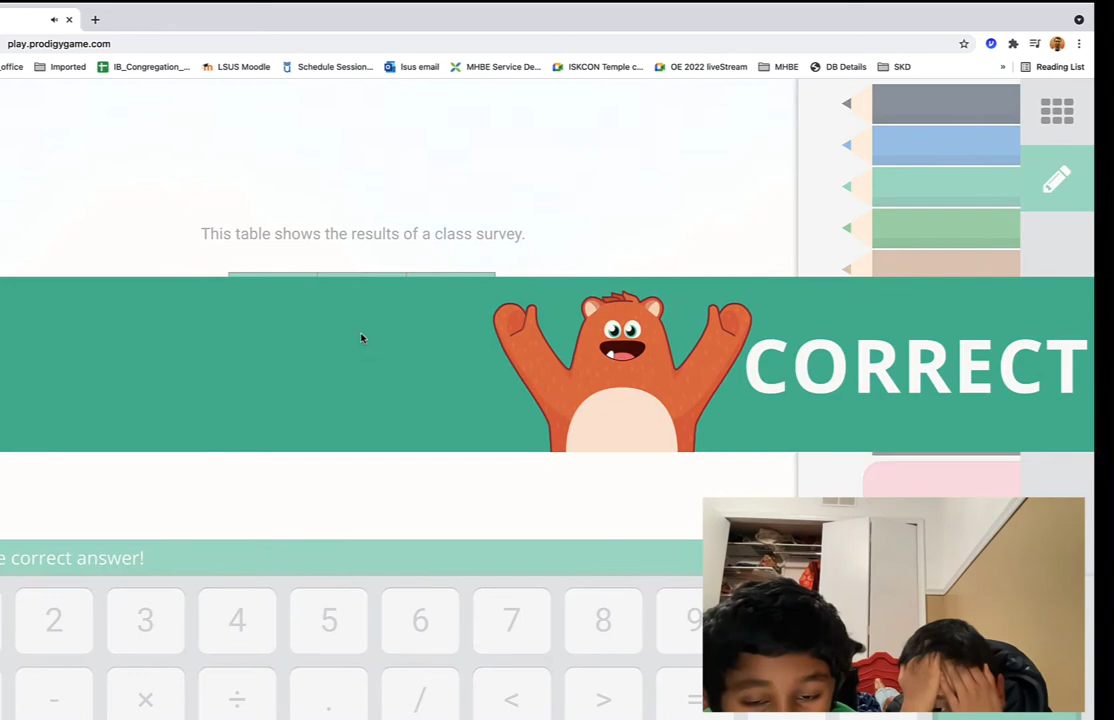 play.prodigygame.com
office
Imported
IB_Congregation_...
LSUS Moodle
Schedule Session...
lsus email
MHBE Service De...
ISKCON Temple c...
OE 2022 liveStream
MHBE
DB Details
SKD
»
Reading List
This table shows the results of a class survey.
CORRECT
e correct answer!
2 3 4 5 6 7 8 9
- × ÷ . / < > =